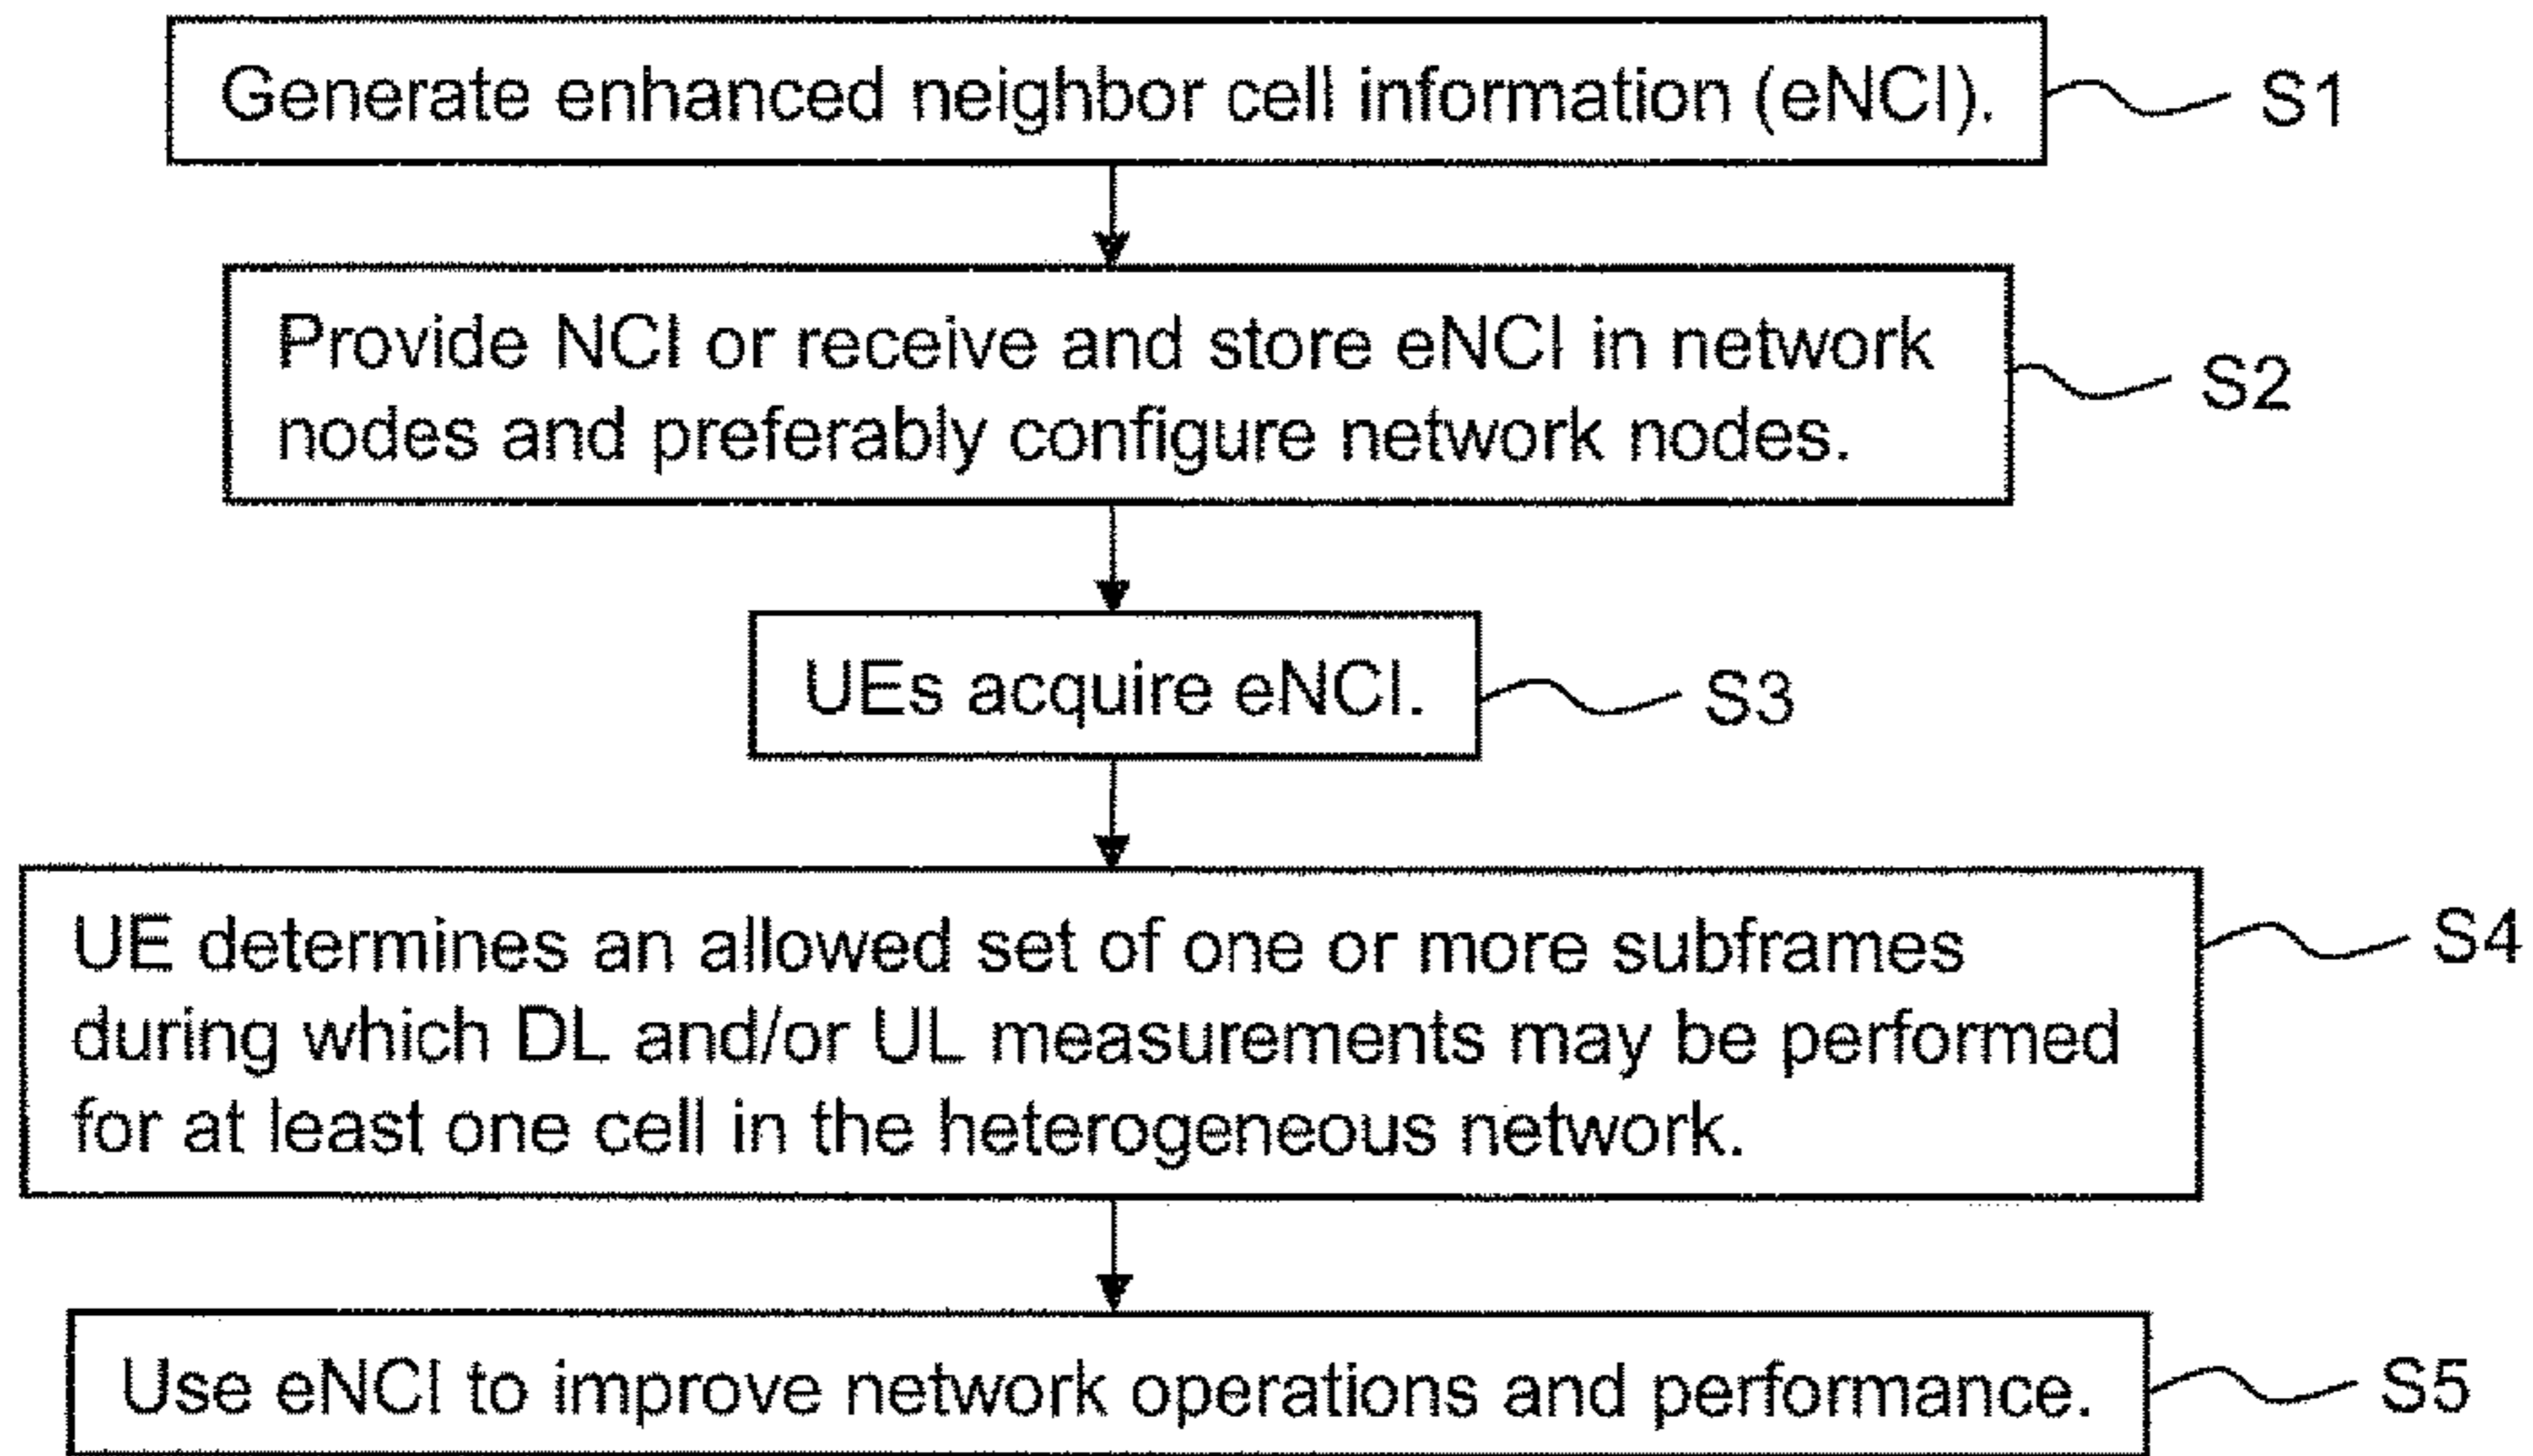 Generate enhanced neighbor cell information (eNCI).
S1
Provide NCI or receive and store eNCI in network
nodes and preferably configure network nodes.
S2
UEs acquire eNCI.
S3
UE determines an allowed set of one or more subframes
during which DL and/or UL measurements may be performed
for at least one cell in the heterogeneous network.
S4
Use eNCI to improve network operations and performance.
S5